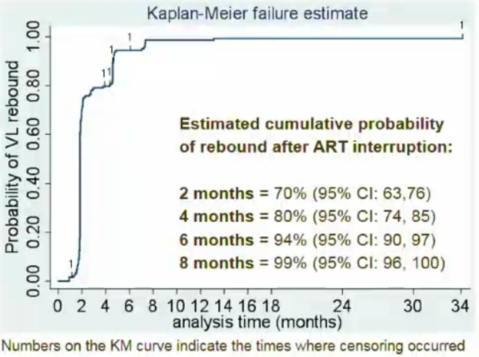 Kaplan-Meier failure estimate
Probability of VL rebound
1.00
0.80
0.60
0.40
0.20
0.00
1
1
1
1
1
1
1
Estimated cumulative probability
of rebound after ART interruption:
2 months = 70% (95% CI: 63,76)
4 months = 80% (95% CI: 74, 85)
6 months = 94% (95% CI: 90, 97)
8 months = 99% (95% CI: 96, 100)
0 2 4 6 8 10 12 14 16 18 24 30 34
analysis time (months)
Numbers on the KM curve indicate the times where censoring occurred